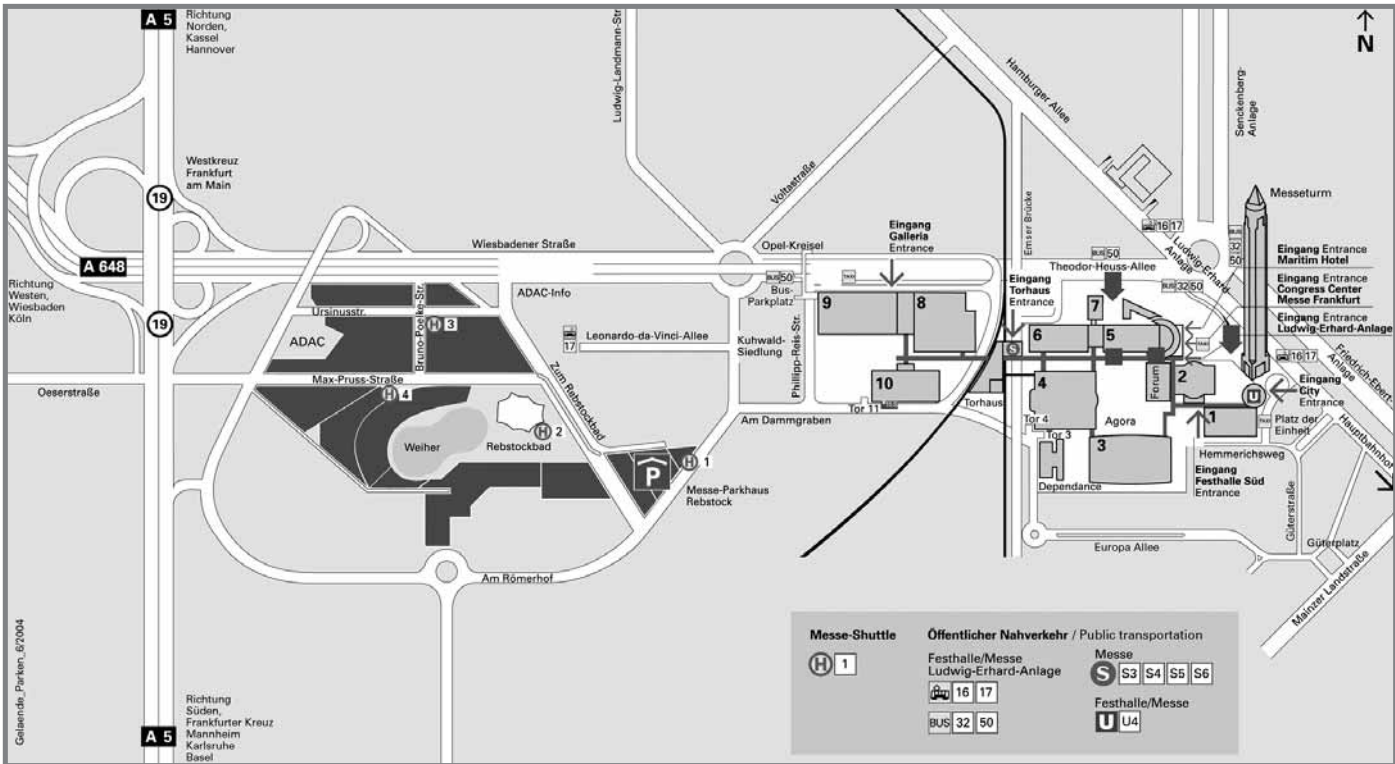 A 5
Richtung
Norden,
Kassel
Hannover
Ludwig-Landmann-Str.
Hamburger Allee
Senckenberg-
Anlage
N
Westkreuz
Frankfurt
am Main
19
Voltastraße
Emser Brücke
Messeturm
16 17
BUS
32
50
Ludwig-Erhard-
Anlage
Wiesbadener Straße
Opel-Kreisel
Eingang
Galleria
Entrance
BUS 50
Theodor-Heuss-Allee
Eingang Entrance
Maritim Hotel
A 648
Richtung
Westen,
Wiesbaden
Köln
BUS 50
Bus-
Parkplatz
TAXI
Eingang
Torhaus
Entrance
BUS 32 50
Eingang Entrance
Congress Center
Messe Frankfurt
Eingang Entrance
Ludwig-Erhard-Anlage
19
ADAC-Info
Ursinusstr.
Bruno-Poelke-Str.
H 3
ADAC
17
Leonardo-da-Vinci-Allee
Kuhwald-
Siedlung
Phillipp-Reis-Str.
9
8
7
6
5
TAXI
S
16 17
Friedrich-Ebert-
Anlage
Oeserstraße
Max-Pruss-Straße
H 4
Zum Rebstockbad
10
Tor 11
Torhaus
4
Forum
2
U
Eingang
City
Entrance
Weiher
Rebstockbad
H 2
Am Dammgraben
Tor 4
Tor 3
Agora
3
1
TAXI
Platz der
Einheit
Hauptbahnhof
Hemmerichsweg
P
H 1
Messe-Parkhaus
Rebstock
Dependance
Eingang
Festhalle Süd
Entrance
Güterstraße
Europa Allee
Güterplatz
Mainzer Landstraße
Am Römerhof
Gelaende_Parken_6/2004
A 5
Richtung
Süden,
Frankfurter Kreuz
Mannheim
Karlsruhe
Basel
Messe-Shuttle
H 1
Öffentlicher Nahverkehr / Public transportation
Festhalle/Messe
Ludwig-Erhard-Anlage
16 17
BUS 32 50
Messe
S S3 S4 S5 S6
Festhalle/Messe
U U4